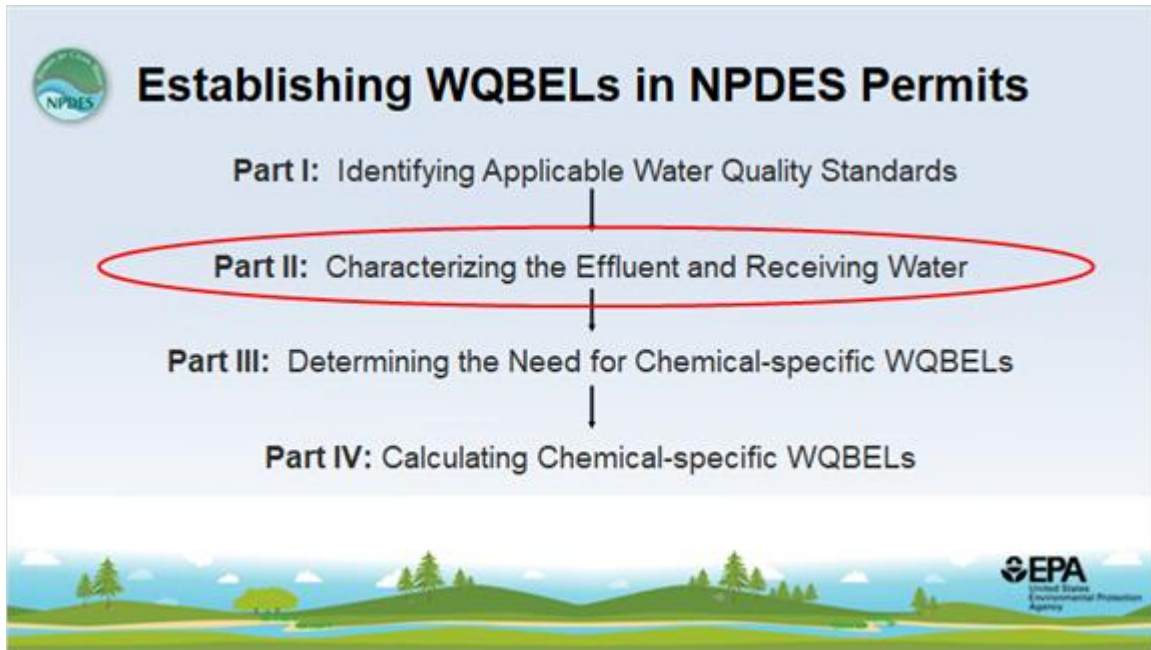 Establishing WQBELs in NPDES Permits
NPDES
Part I: Identifying Applicable Water Quality Standards
Part II: Characterizing the Effluent and Receiving Water
Part III: Determining the Need for Chemical-specific WQBELs
Part IV: Calculating Chemical-specific WQBELs
EPA
United States
Environmental Protection
Agency